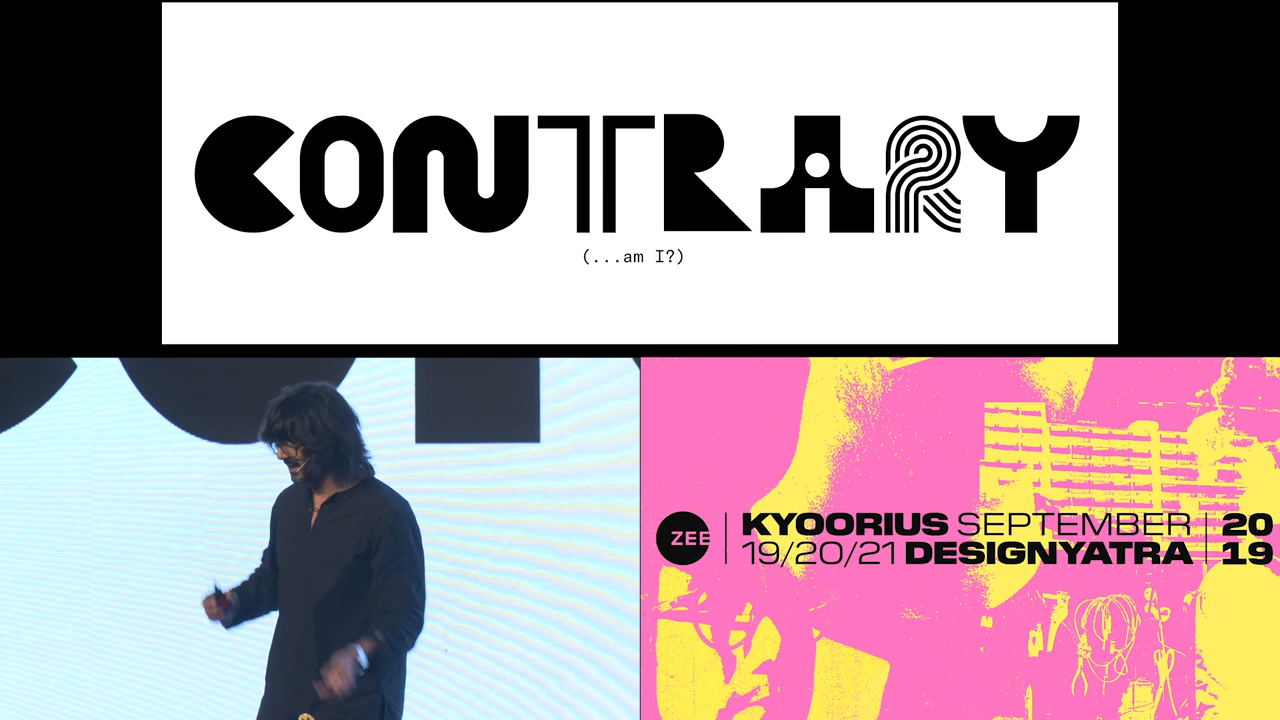 CONTRARY
(...am I?)
ZEE
KYOORIUS SEPTEMBER
19/20/21 DESIGNYATRA
20
19